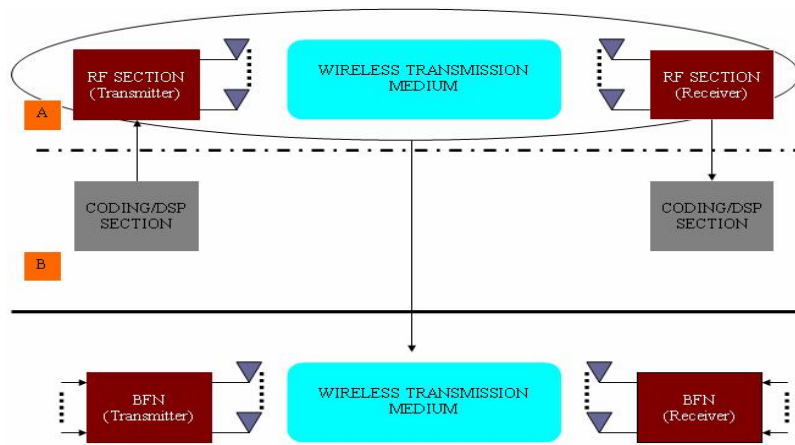 RF SECTION
(Transmitter)
WIRELESS TRANSMISSION
MEDIUM
RF SECTION
(Receiver)
A
CODING/DSP
SECTION
CODING/DSP
SECTION
B
BFN
(Transmitter)
WIRELESS TRANSMISSION
MEDIUM
BFN
(Receiver)